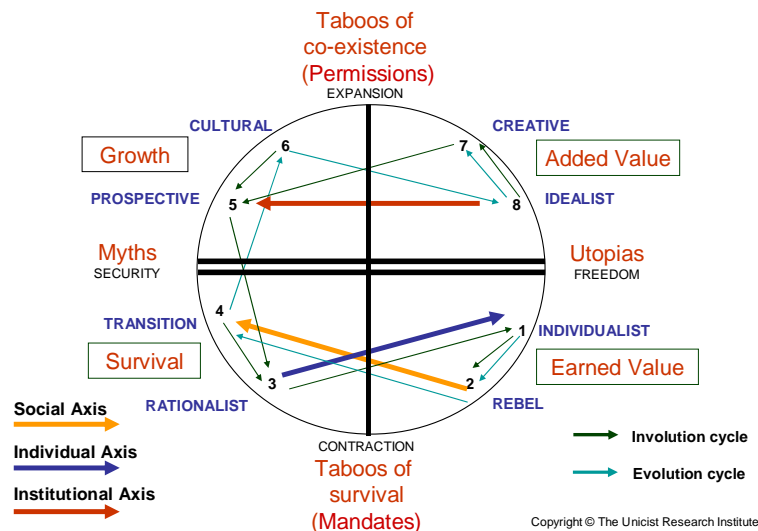 Taboos of
co-existence
(Permissions)
EXPANSION
CULTURAL
CREATIVE
6
7
Growth
Added Value
PROSPECTIVE
5
8
IDEALIST
Myths
SECURITY
Utopias
FREEDOM
4
TRANSITION
1
INDIVIDUALIST
Survival
Earned Value
3
2
RATIONALIST
REBEL
Social Axis
Individual Axis
Institutional Axis
CONTRACTION
Taboos of
survival
(Mandates)
Involution cycle
Evolution cycle
Copyright © The Unicist Research Institute